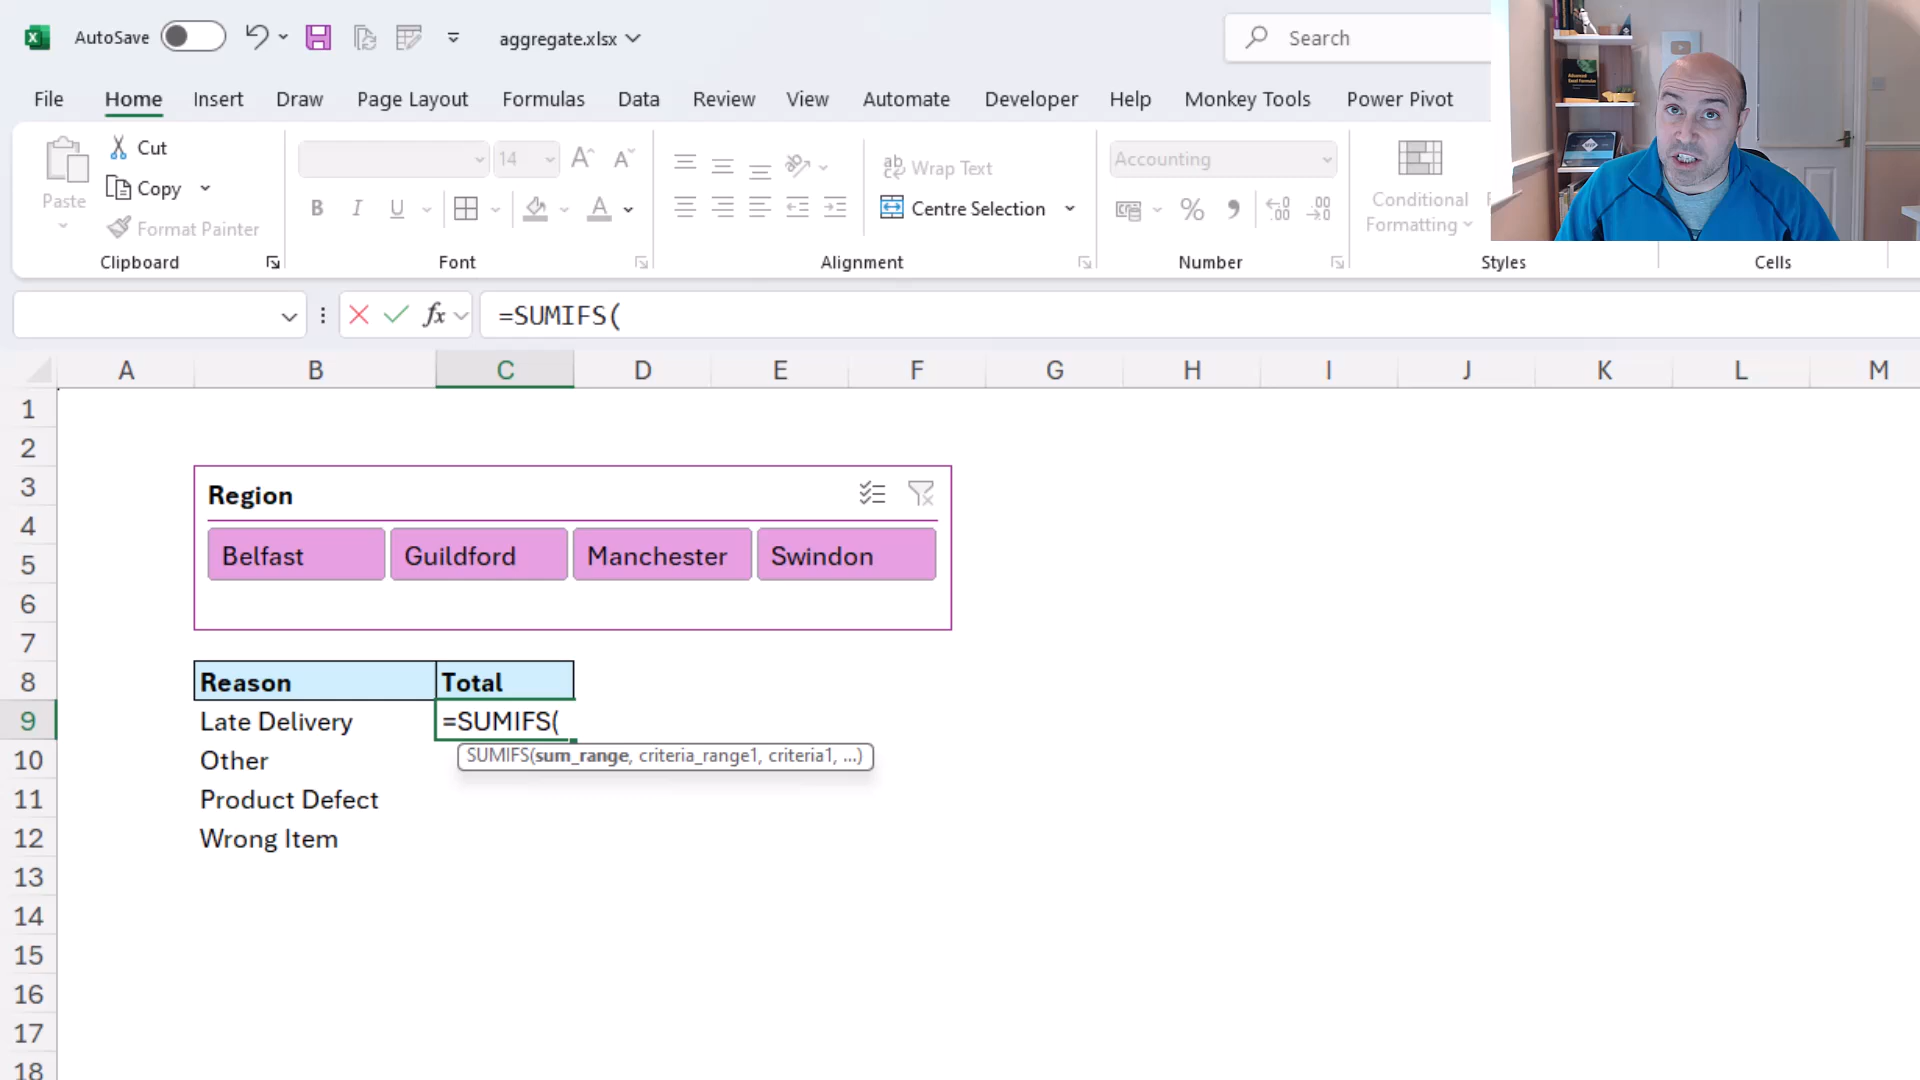 AutoSave
aggregate.xlsx
Search
File Home Insert Draw Page Layout Formulas Data Review View Automate Developer Help Monkey Tools Power Pivot
Paste
Cut
Copy
Format Painter
Clipboard
14
B I U
Font
Wrap Text
Centre Selection
Alignment
Accounting
Number
Conditional
Formatting
Styles
Cells
fx
=SUMIFS(
A B C D E F G H I J K L M
1
2
3
Region
4
5
Belfast Guildford Manchester Swindon
6
7
8 Reason Total
9 Late Delivery =SUMIFS(
SUMIFS(sum_range, criteria_range1, criteria1, ...)
10 Other
11 Product Defect
12 Wrong Item
13
14
15
16
17
18